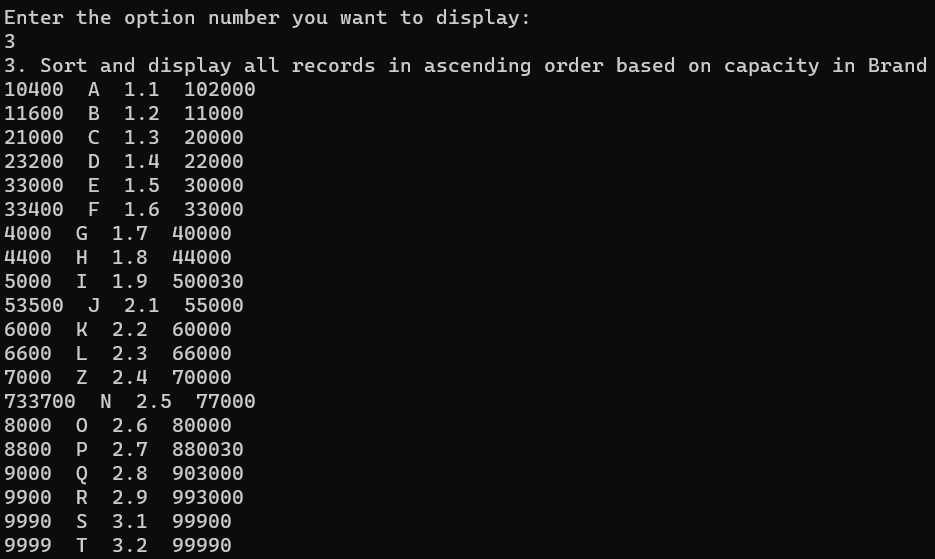 Enter the option number you want to display:
3
3. Sort and display all records in ascending order based on capacity in Brand
10400  A  1.1  102000
11600  B  1.2  11000
21000  C  1.3  20000
23200  D  1.4  22000
33000  E  1.5  30000
33400  F  1.6  33000
4000  G  1.7  40000
4400  H  1.8  44000
5000  I  1.9  500030
53500  J  2.1  55000
6000  K  2.2  60000
6600  L  2.3  66000
7000  Z  2.4  70000
733700  N  2.5  77000
8000  O  2.6  80000
8800  P  2.7  880030
9000  Q  2.8  903000
9900  R  2.9  993000
9990  S  3.1  99900
9999  T  3.2  99990